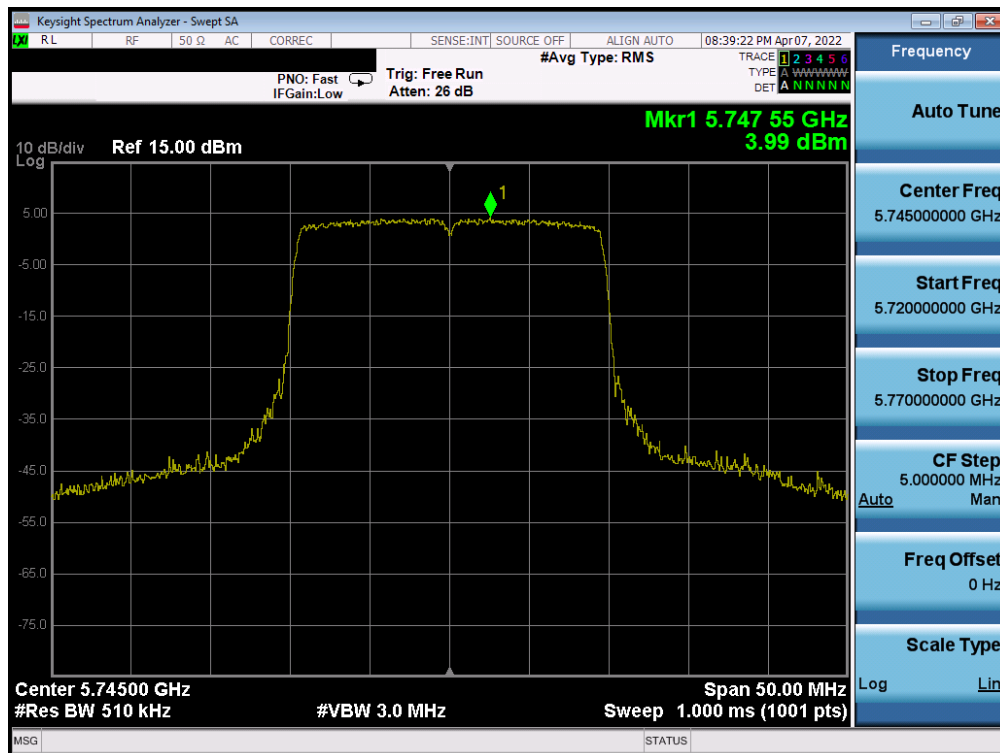 Keysight Spectrum Analyzer - Swept SA
LXI RL RF 50 Ω AC CORREC SENSE:INT SOURCE OFF ALIGN AUTO 08:39:22 PM Apr 07, 2022
#Avg Type: RMS
TRACE 1 2 3 4 5 6
PNO: Fast Trig: Free Run TYPE A WWWWW
IFGain:Low Atten: 26 dB DET A N N N N N
Mkr1 5.747 55 GHz
3.99 dBm
10 dB/div Ref 15.00 dBm
Log
1
5.00
-5.00
-15.0
-25.0
-35.0
-45.0
-55.0
-65.0
-75.0
Center 5.74500 GHz Span 50.00 MHz
#Res BW 510 kHz #VBW 3.0 MHz Sweep 1.000 ms (1001 pts)
MSG STATUS
Frequency
Auto Tune
Center Freq
5.745000000 GHz
Start Freq
5.720000000 GHz
Stop Freq
5.770000000 GHz
CF Step
5.000000 MHz
Auto Man
Freq Offset
0 Hz
Scale Type
Log Lin